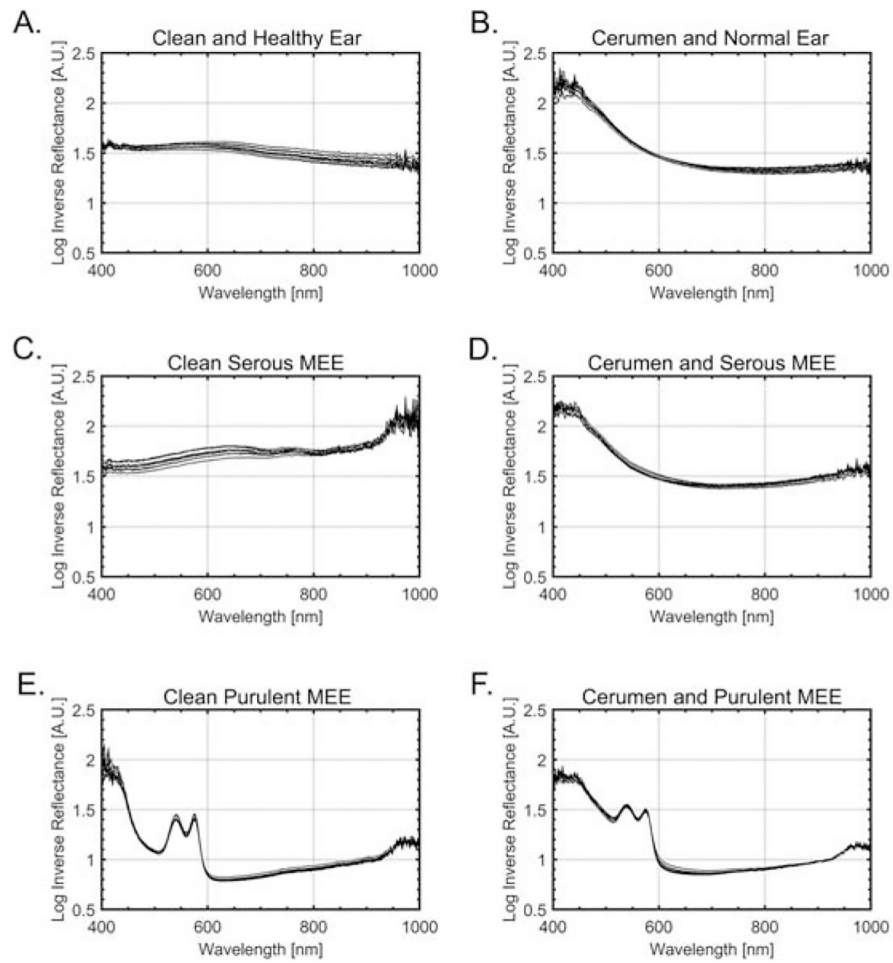 A.
Clean and Healthy Ear
Log Inverse Reflectance [A.U.]
2.5
2
1.5
1
0.5
400 600 800 1000
Wavelength [nm]
B.
Cerumen and Normal Ear
Log Inverse Reflectance [A.U.]
2.5
2
1.5
1
0.5
400 600 800 1000
Wavelength [nm]
C.
Clean Serous MEE
Log Inverse Reflectance [A.U.]
2.5
2
1.5
1
0.5
400 600 800 1000
Wavelength [nm]
D.
Cerumen and Serous MEE
Log Inverse Reflectance [A.U.]
2.5
2
1.5
1
0.5
400 600 800 1000
Wavelength [nm]
E.
Clean Purulent MEE
Log Inverse Reflectance [A.U.]
2.5
2
1.5
1
0.5
400 600 800 1000
Wavelength [nm]
F.
Cerumen and Purulent MEE
Log Inverse Reflectance [A.U.]
2.5
2
1.5
1
0.5
400 600 800 1000
Wavelength [nm]